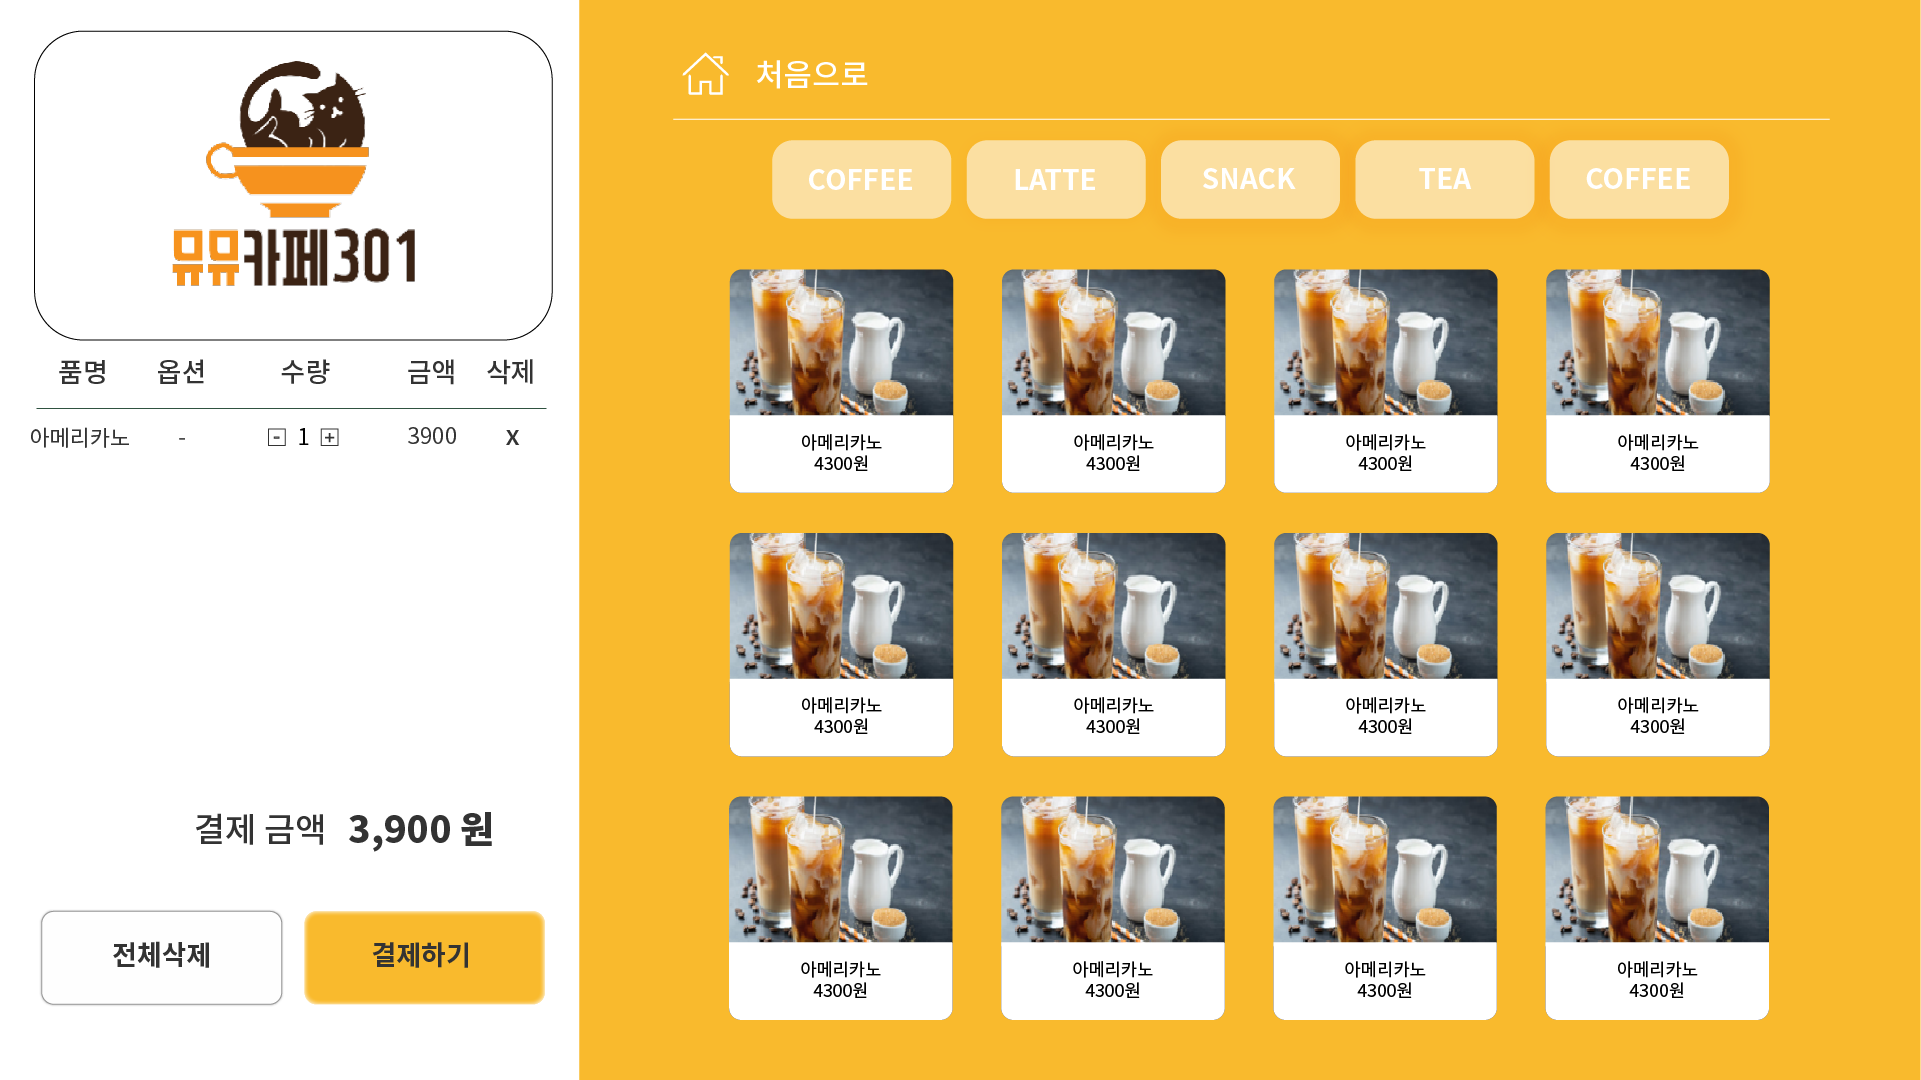 뮤뮤카페301
품명 옵션 수량 금액 삭제
아메리카노 - - 1 + 3900 X
결제 금액 3,900 원
전체삭제 결제하기
처음으로
COFFEE LATTE SNACK TEA COFFEE
아메리카노 아메리카노 아메리카노 아메리카노
4300원 4300원 4300원 4300원
아메리카노 아메리카노 아메리카노 아메리카노
4300원 4300원 4300원 4300원
아메리카노 아메리카노 아메리카노 아메리카노
4300원 4300원 4300원 4300원